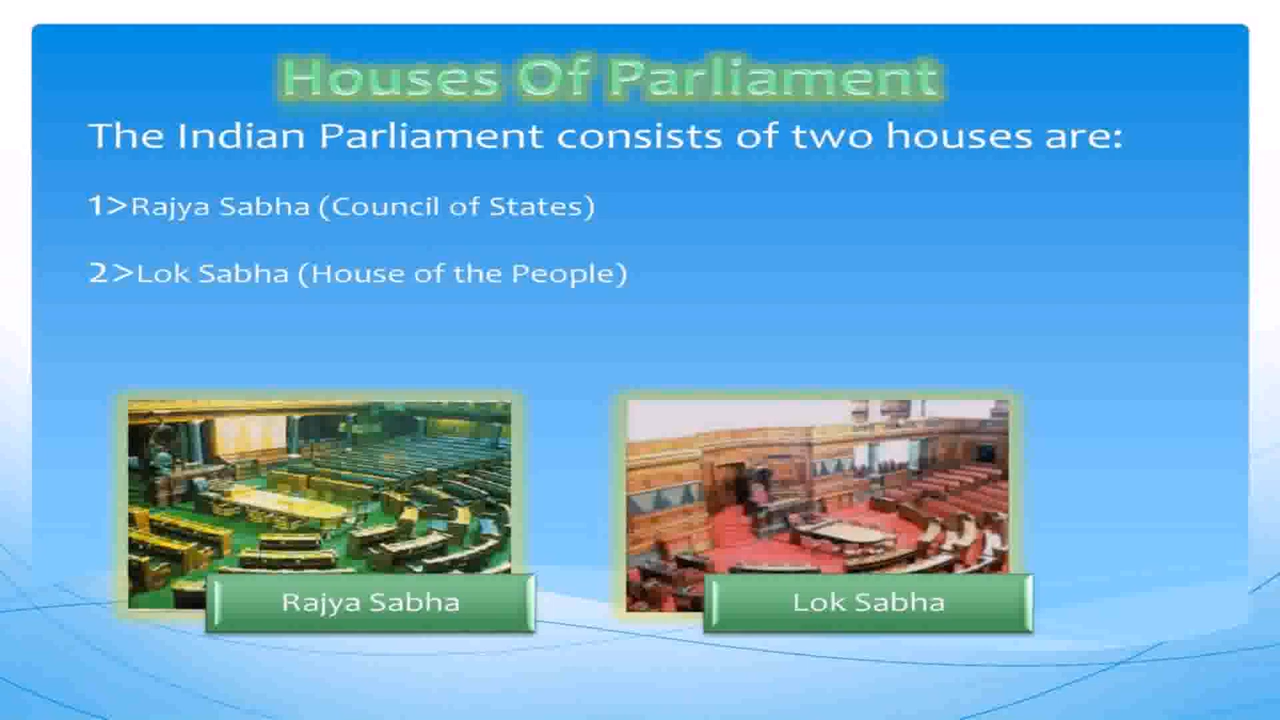 Houses Of Parliament
The Indian Parliament consists of two houses are:
1>Rajya Sabha (Council of States)
2>Lok Sabha (House of the People)
Rajya Sabha
Lok Sabha